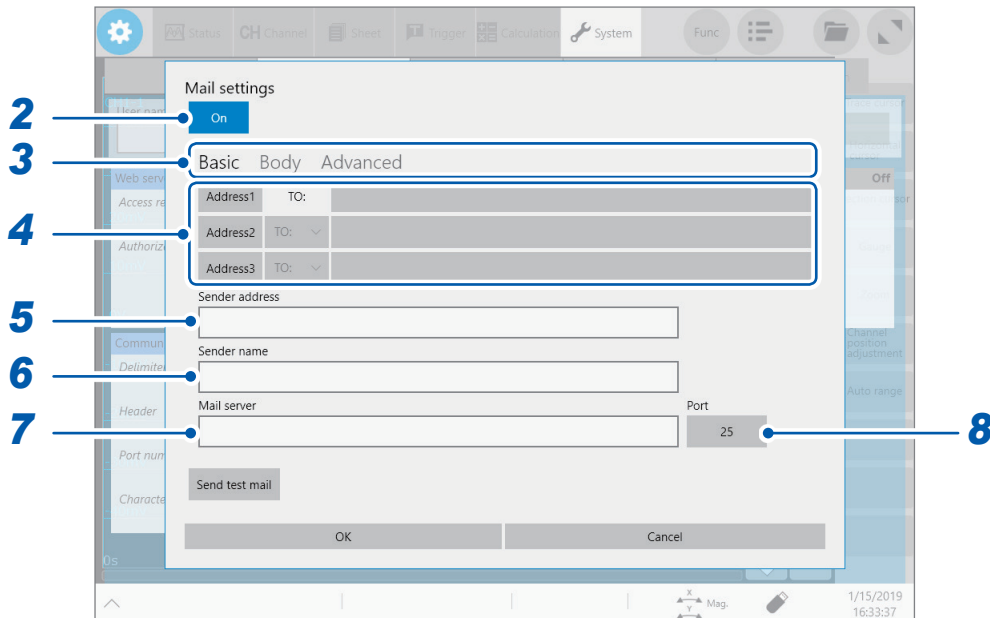 Status CH Channel Sheet Trigger Calculation System Func
Mail settings
User nam
2 On
3 Basic Body Advanced
Web serv
Off
Access re
4 Address1 TO:
Address2 TO:
Authoriz
Address3 TO:
Sender address
5
Channel
position
adjustment
Commun
Sender name
6
Delimiter
Auto range
Header
Mail server Port
7 25 8
Port num
Send test mail
Characte
OK Cancel
0s
X
Y
Mag.
1/15/2019
16:33:37